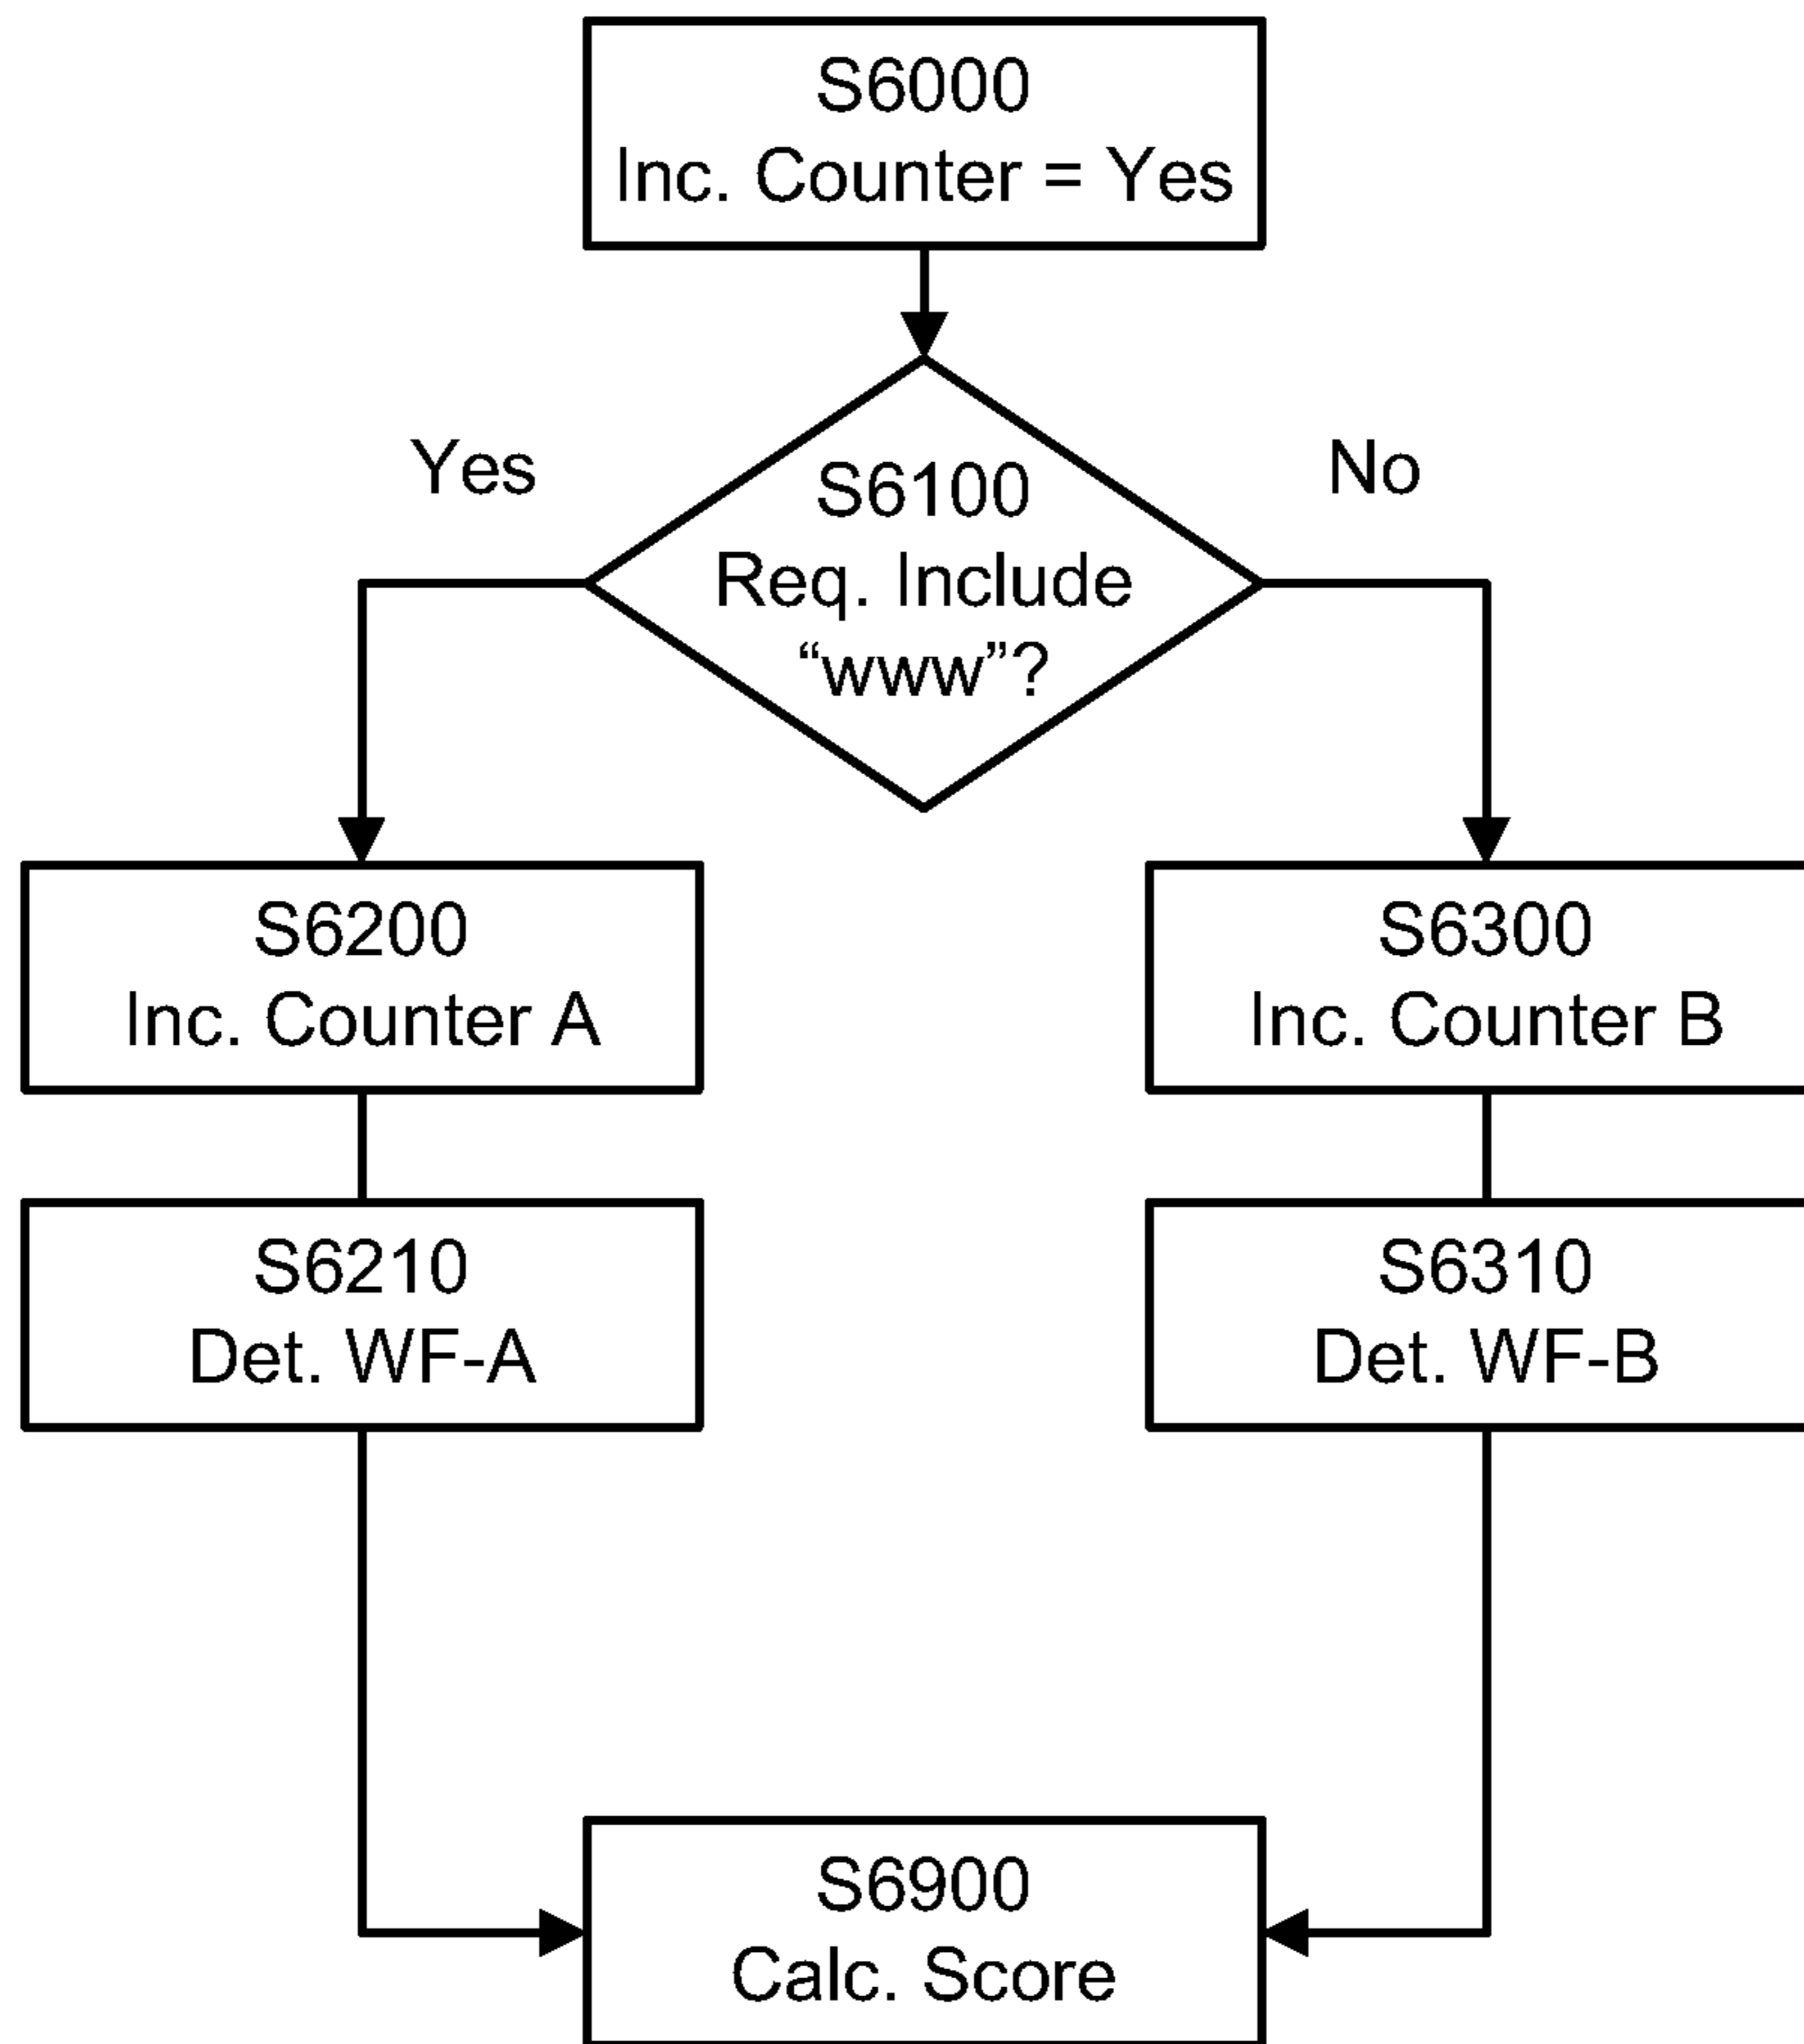 S6000
Inc. Counter = Yes
Yes
No
S6100
Req. Include
“www”?
S6200
Inc. Counter A
S6300
Inc. Counter B
S6210
Det. WF-A
S6310
Det. WF-B
S6900
Calc. Score